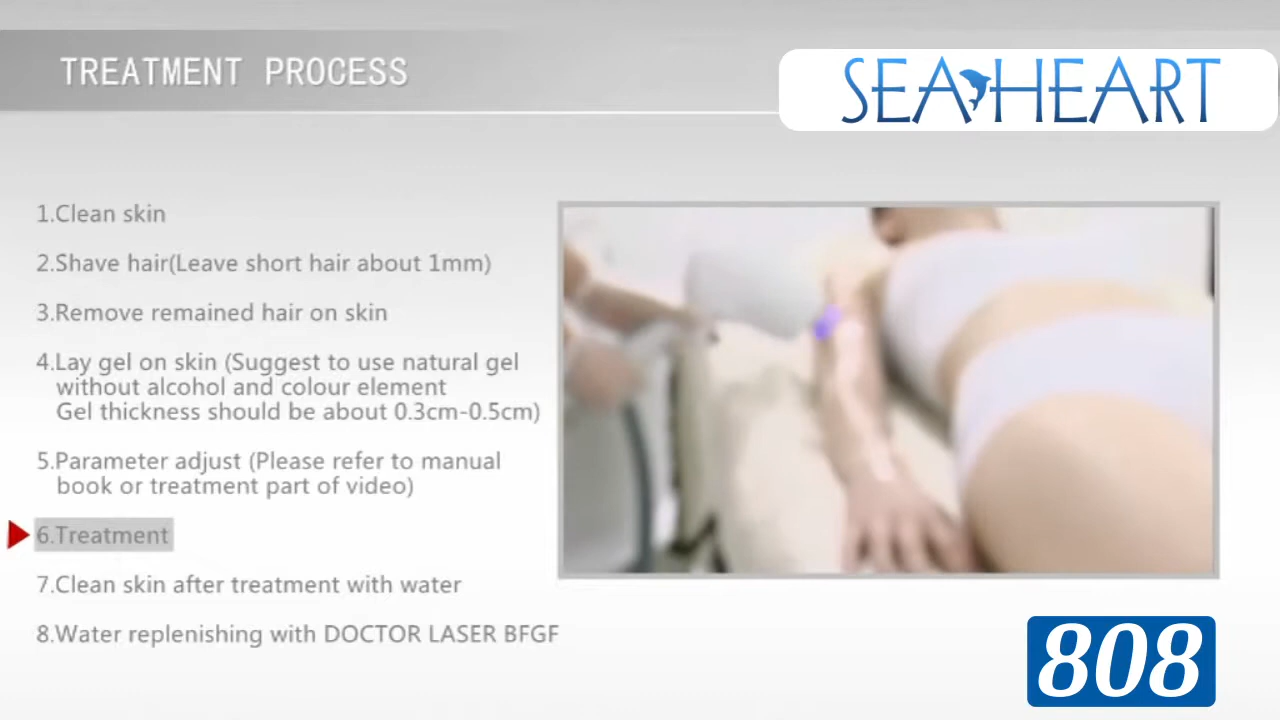 TREATMENT PROCESS
SEA HEART
1.Clean skin
2.Shave hair(Leave short hair about 1mm)
3.Remove remained hair on skin
4.Lay gel on skin (Suggest to use natural gel
without alcohol and colour element
Gel thickness should be about 0.3cm-0.5cm)
5.Parameter adjust (Please refer to manual
book or treatment part of video)
6.Treatment
7.Clean skin after treatment with water
8.Water replenishing with DOCTOR LASER BFGF
808